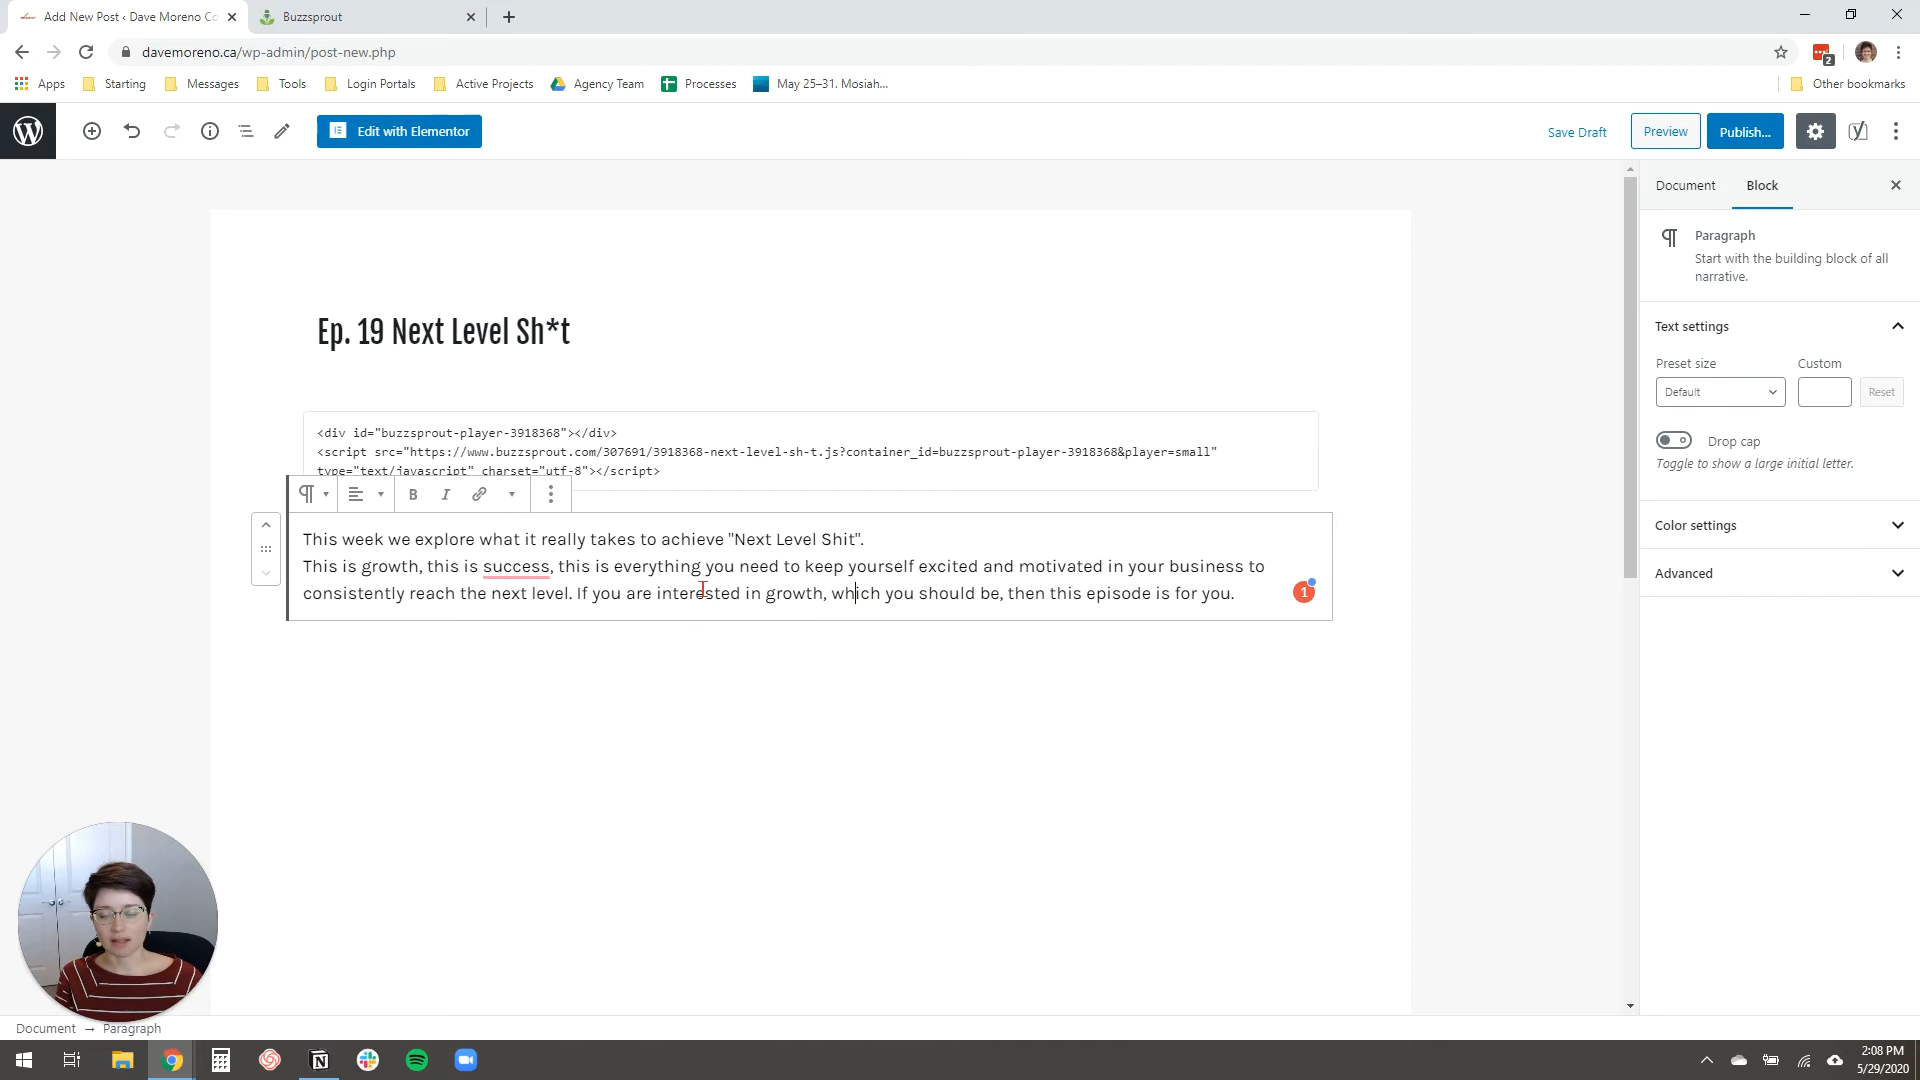 Add New Post ‹ Dave Moreno Co
Buzzsprout
davemoreno.ca/wp-admin/post-new.php
2
Apps
Starting
Messages
Tools
Login Portals
Active Projects
Agency Team
Processes
May 25–31. Mosiah...
Other bookmarks
Edit with Elementor
Save Draft
Preview
Publish...
Document
Block
Paragraph
Start with the building block of all
narrative.
Ep. 19 Next Level Sh*t
Text settings
Preset size
Custom
Default
Reset
<div id="buzzsprout-player-3918368"></div>
<script src="https://www.buzzsprout.com/307691/3918368-next-level-sh-t.js?container_id=buzzsprout-player-3918368&player=small"
type="text/javascript" charset="utf-8"></script>
Drop cap
Toggle to show a large initial letter.
B
I
This week we explore what it really takes to achieve "Next Level Shit".
This is growth, this is success, this is everything you need to keep yourself excited and motivated in your business to
consistently reach the next level. If you are interested in growth, which you should be, then this episode is for you.
1
Color settings
Advanced
Document → Paragraph
2:08 PM
5/29/2020